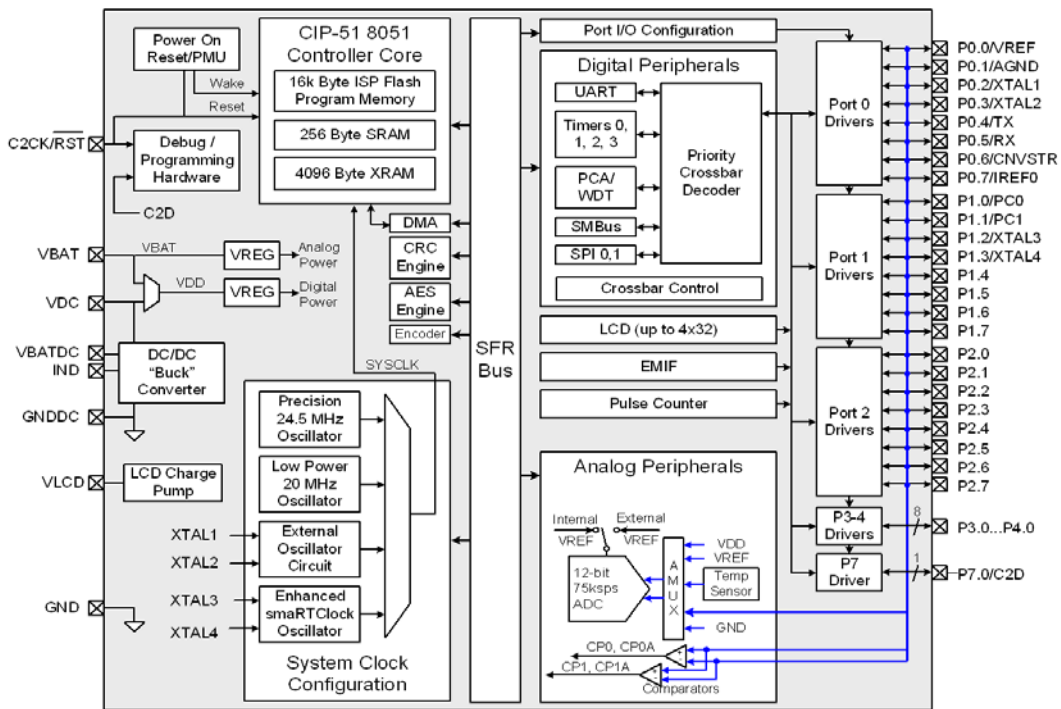 Power On
Reset/PMU
Wake
Reset
C2CK/RST
Debug /
Programming
Hardware
C2D
VBAT
VBAT
VREG
Analog
Power
VDC
VDD
VREG
Digital
Power
VBATDC
IND
DC/DC
"Buck"
Converter
GNDDC
VLCD
LCD Charge
Pump
XTAL1
XTAL2
XTAL3
XTAL4
GND
CIP-51 8051
Controller Core
16k Byte ISP Flash
Program Memory
256 Byte SRAM
4096 Byte XRAM
DMA
CRC
Engine
AES
Engine
Encoder
SYSCLK
Precision
24.5 MHz
Oscillator
Low Power
20 MHz
Oscillator
External
Oscillator
Circuit
Enhanced
smaRTClock
Oscillator
System Clock
Configuration
SFR
Bus
Port I/O Configuration
Digital Peripherals
UART
Timers 0,
1, 2, 3
PCA/
WDT
SMBus
SPI 0,1
Priority
Crossbar
Decoder
Crossbar Control
LCD (up to 4x32)
EMIF
Pulse Counter
Analog Peripherals
Internal
VREF
External
VREF
12-bit
75ksps
ADC
AMUX
VDD
VREF
Temp
Sensor
GND
CP0, CP0A
CP1, CP1A
+
-
+
-
Comparators
Port 0
Drivers
Port 1
Drivers
Port 2
Drivers
P3-4
Drivers
P7
Driver
P0.0/VREF
P0.1/AGND
P0.2/XTAL1
P0.3/XTAL2
P0.4/TX
P0.5/RX
P0.6/CNVSTR
P0.7/IREF0
P1.0/PC0
P1.1/PC1
P1.2/XTAL3
P1.3/XTAL4
P1.4
P1.5
P1.6
P1.7
P2.0
P2.1
P2.2
P2.3
P2.4
P2.5
P2.6
P2.7
8
P3.0...P4.0
1
P7.0/C2D